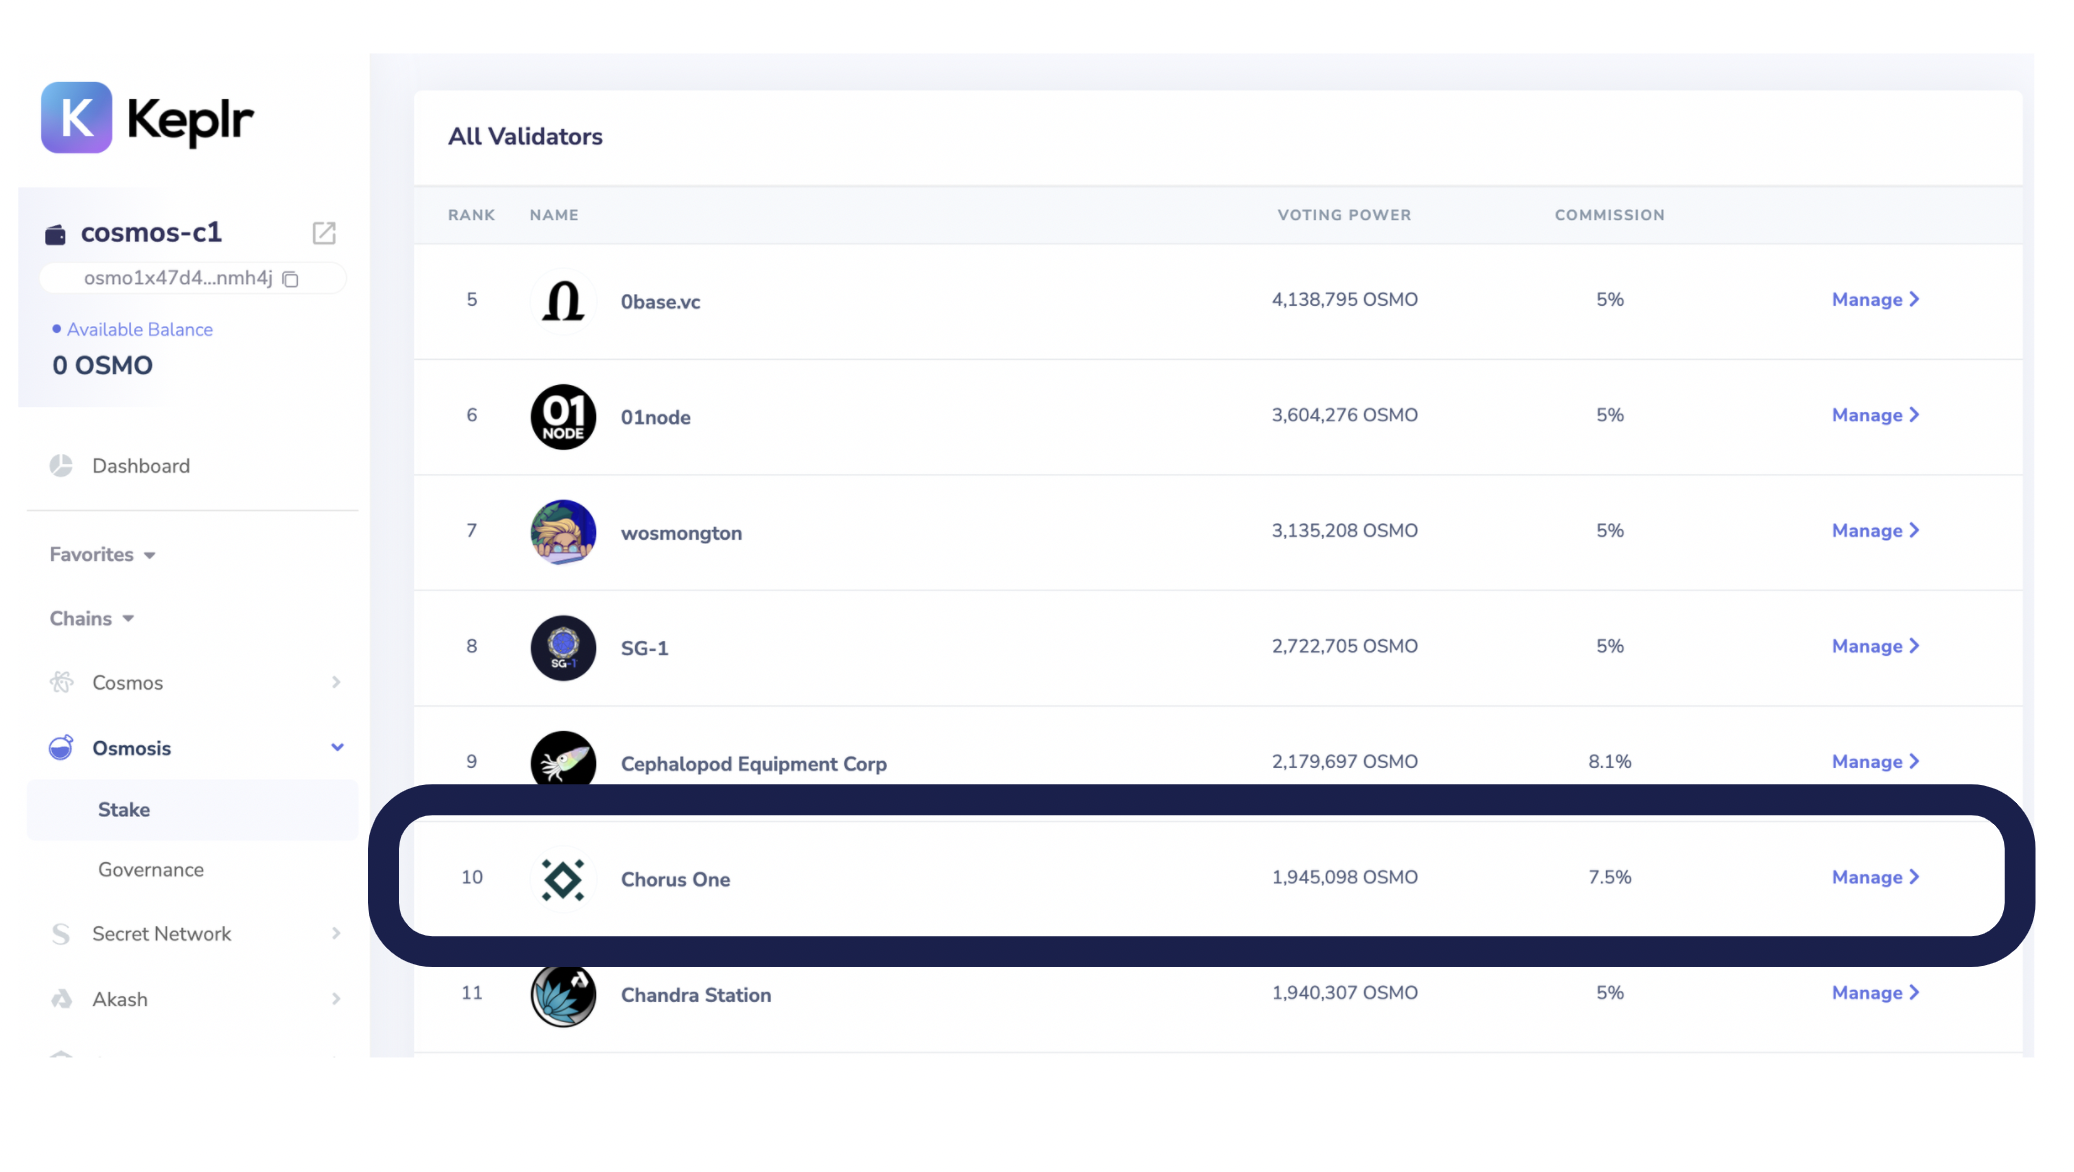 K Keplr
cosmos-c1
osmo1x47d4...nmh4j
Available Balance
0 OSMO
Dashboard
Favorites
Chains
Cosmos
Osmosis
Stake
Governance
Secret Network
Akash
All Validators
RANK NAME VOTING POWER COMMISSION
5 0base.vc 4,138,795 OSMO 5% Manage
6 01 NODE 01node 3,604,276 OSMO 5% Manage
7 wosmongton 3,135,208 OSMO 5% Manage
8 SG-1 SG-1 2,722,705 OSMO 5% Manage
9 Cephalopod Equipment Corp 2,179,697 OSMO 8.1% Manage
10 Chorus One 1,945,098 OSMO 7.5% Manage
11 Chandra Station 1,940,307 OSMO 5% Manage